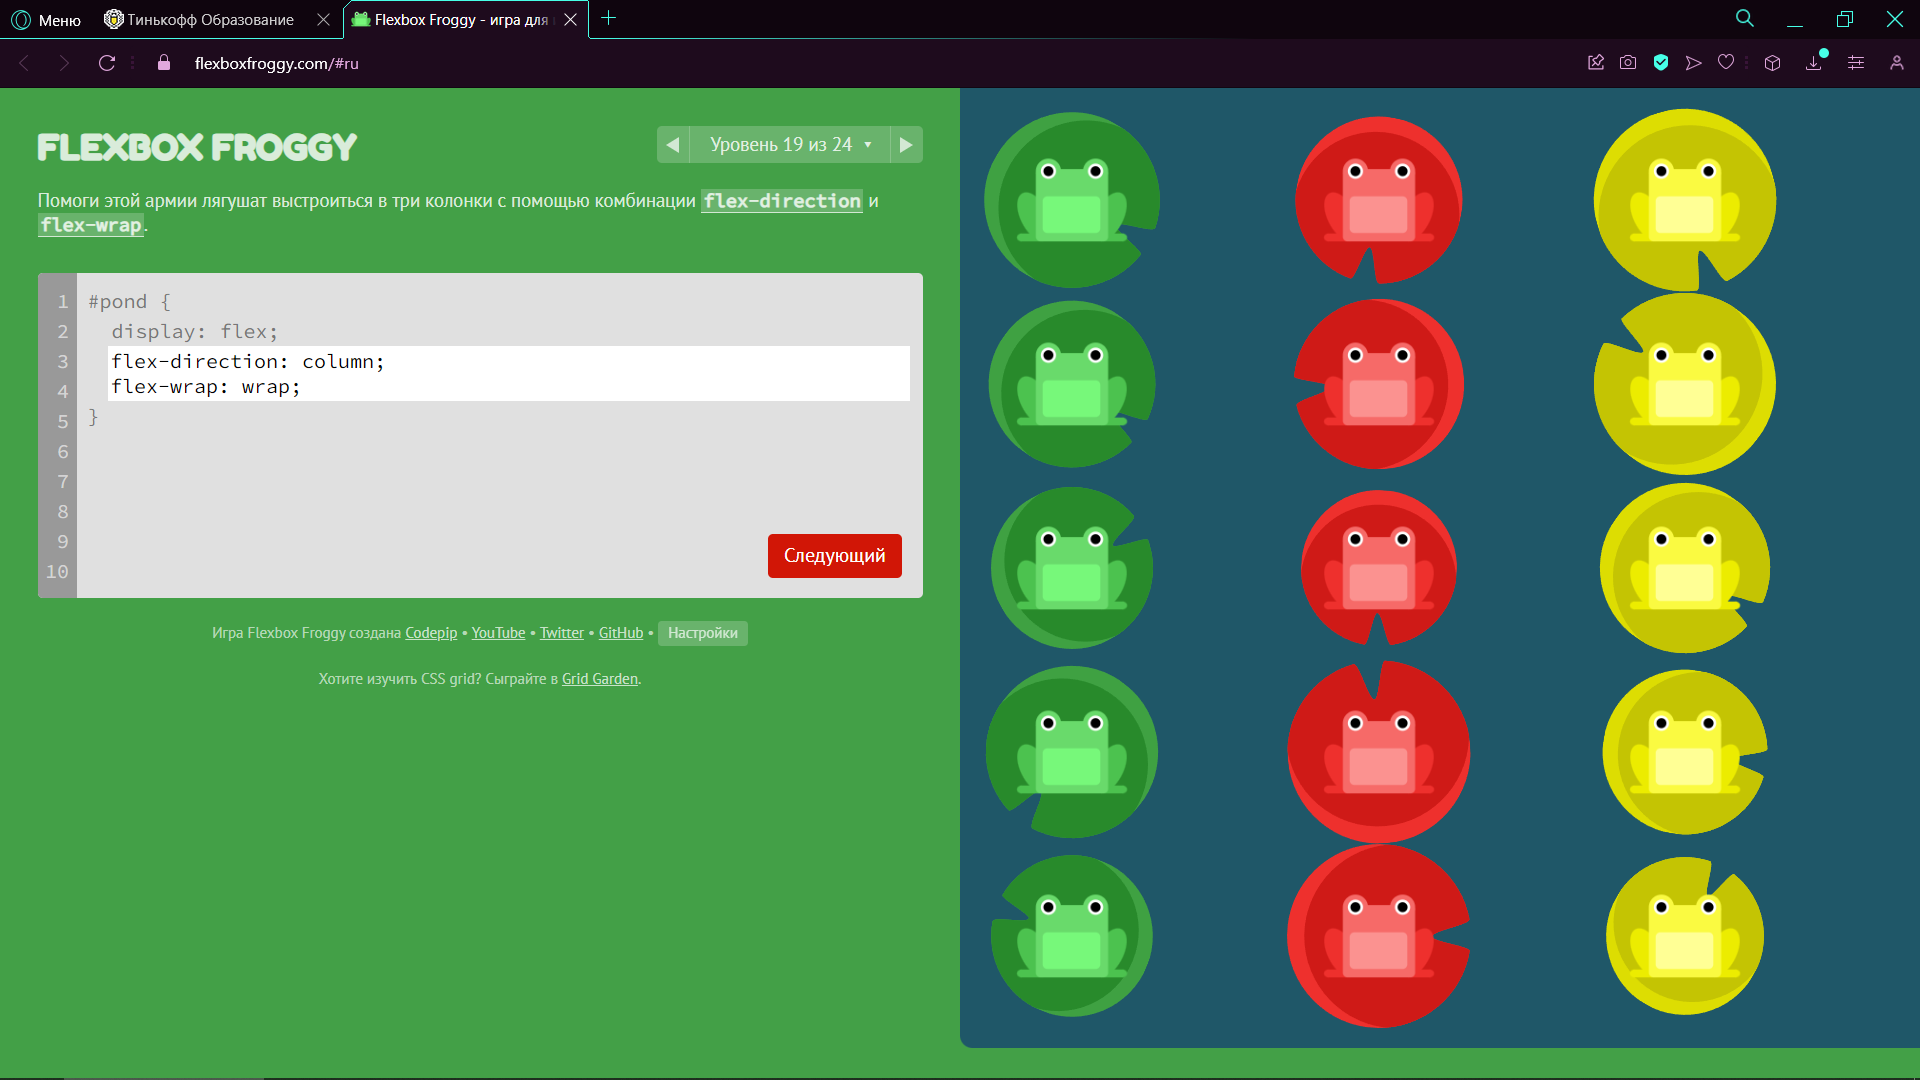 Меню
Тинькофф Образование
Flexbox Froggy - игра для
flexboxfroggy.com/#ru
FLEXBOX FROGGY
Уровень 19 из 24
Помоги этой армии лягушат выстроиться в три колонки с помощью комбинации flex-direction и
flex-wrap.
1 #pond {
2 display: flex;
3 flex-direction: column;
4 flex-wrap: wrap;
5 }
6
7
8
9
10
Следующий
Игра Flexbox Froggy создана Codepip • YouTube • Twitter • GitHub • Настройки
Хотите изучить CSS grid? Сыграйте в Grid Garden.